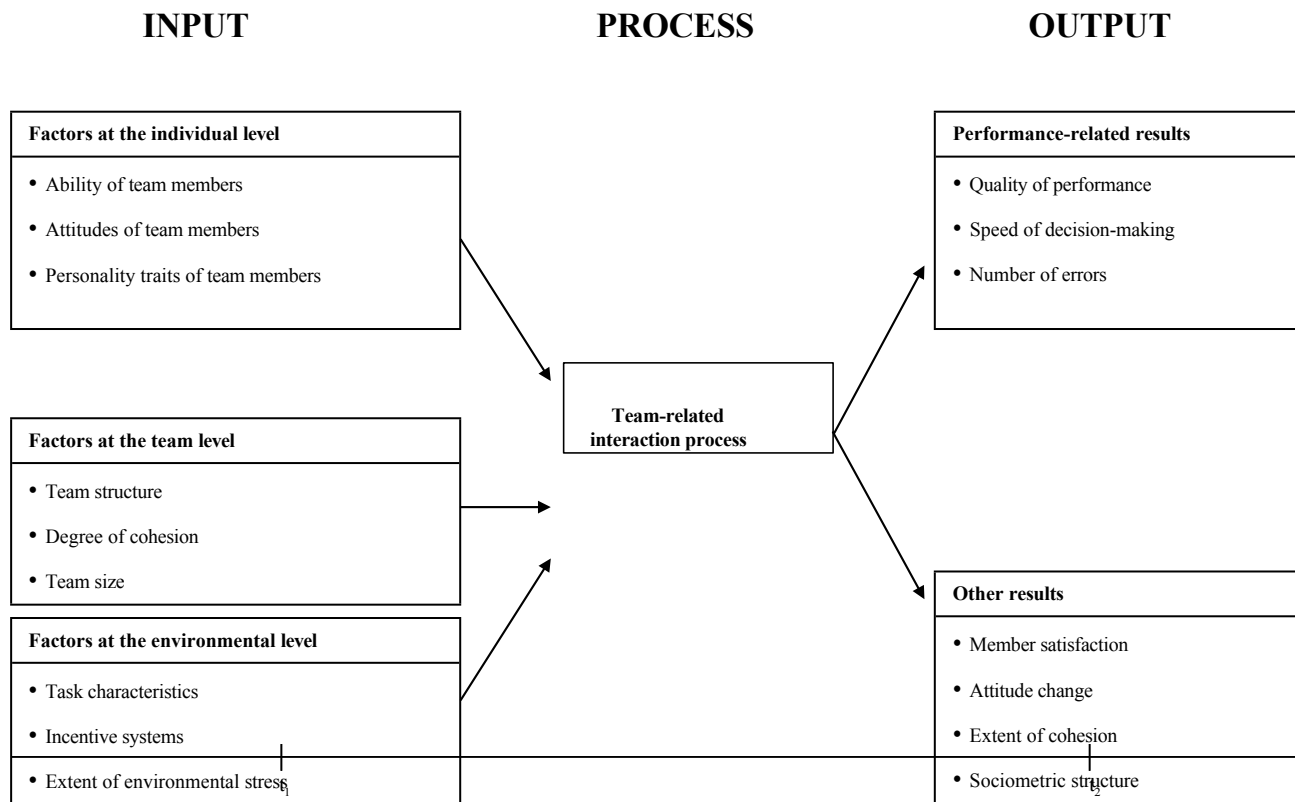 INPUT
PROCESS
OUTPUT
Factors at the individual level
• Ability of team members
• Attitudes of team members
• Personality traits of team members
Factors at the team level
• Team structure
• Degree of cohesion
• Team size
Factors at the environmental level
• Task characteristics
• Incentive systems
• Extent of environmental stress
t1
Team-related
interaction process
Performance-related results
• Quality of performance
• Speed of decision-making
• Number of errors
Other results
• Member satisfaction
• Attitude change
• Extent of cohesion
• Sociometric structure
t2